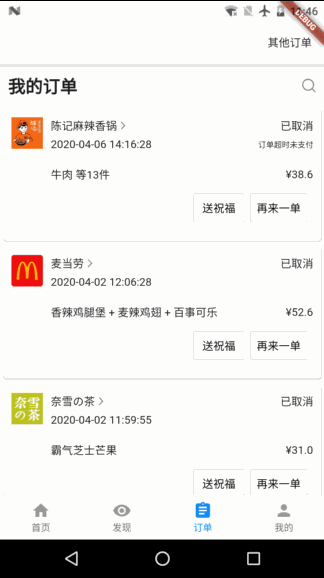 14:46
DEBUG
其他订单
我的订单
陈记麻辣香锅
已取消
2020-04-06 14:16:28
订单超时未支付
牛肉 等13件
¥38.6
送祝福
再来一单
麦当劳
已取消
2020-04-02 12:06:28
香辣鸡腿堡 + 麦辣鸡翅 + 百事可乐
¥52.6
送祝福
再来一单
奈雪
の茶
奈雪の茶
已取消
2020-04-02 11:59:55
霸气芝士芒果
¥31.0
送祝福
再来一单
首页
发现
订单
我的